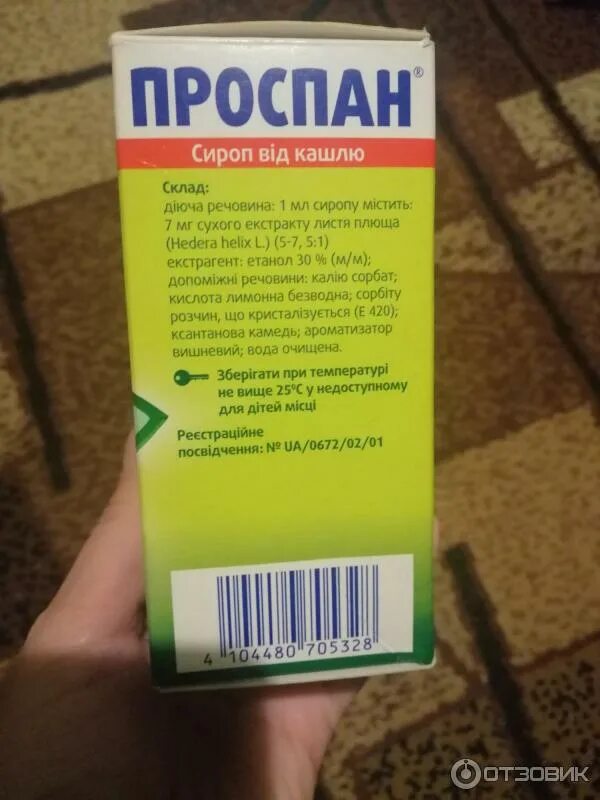 ПРОСПАН®
Сироп від кашлю
Склад:
діюча речовина: 1 мл сиропу містить:
7 мг сухого екстракту листя плюща
(Hedera helix L.) (5-7, 5:1)
екстрагент: етанол 30 % (м/м);
допоміжні речовини: калію сорбат;
кислота лимонна безводна; сорбіту
розчин, що кристалізується (Е 420);
ксантанова камедь; ароматизатор
вишневий; вода очищена.
Зберігати при температурі
не вище 25°С у недоступному
для дітей місці
Реєстраційне
посвідчення: № UA/0672/02/01
4 104480 705328
ОТЗОВИК